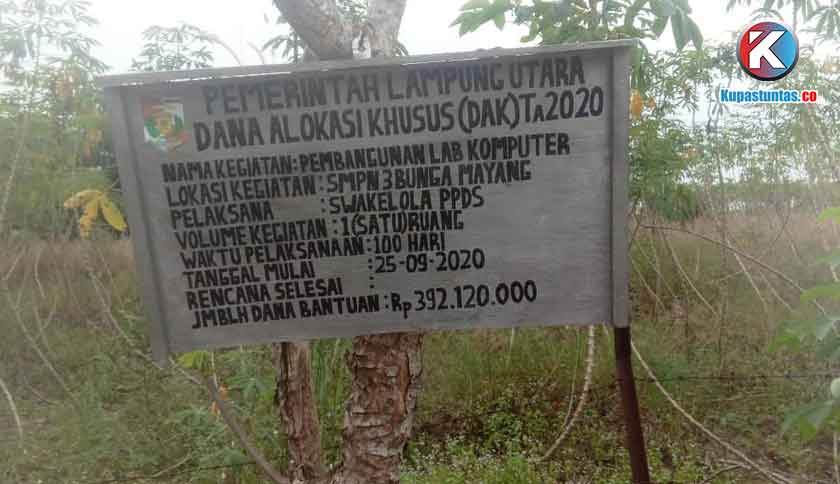 K
Kupastuntas.co
PEMERINTAH LAMPUNG UTARA
DANA ALOKASI KHUSUS (DAK) TA 2020
NAMA KEGIATAN : PEMBANGUNAN LAB KOMPUTER
LOKASI KEGIATAN : SMPN 3 BUNGA MAYANG
PELAKSANA : SWAKELOLA PPDS
VOLUME KEGIATAN : 1 (SATU) RUANG
WAKTU PELAKSANAAN : 100 HARI
TANGGAL MULAI : 25-09-2020
RENCANA SELESAI :
JMBLH DANA BANTUAN : Rp 392.120.000